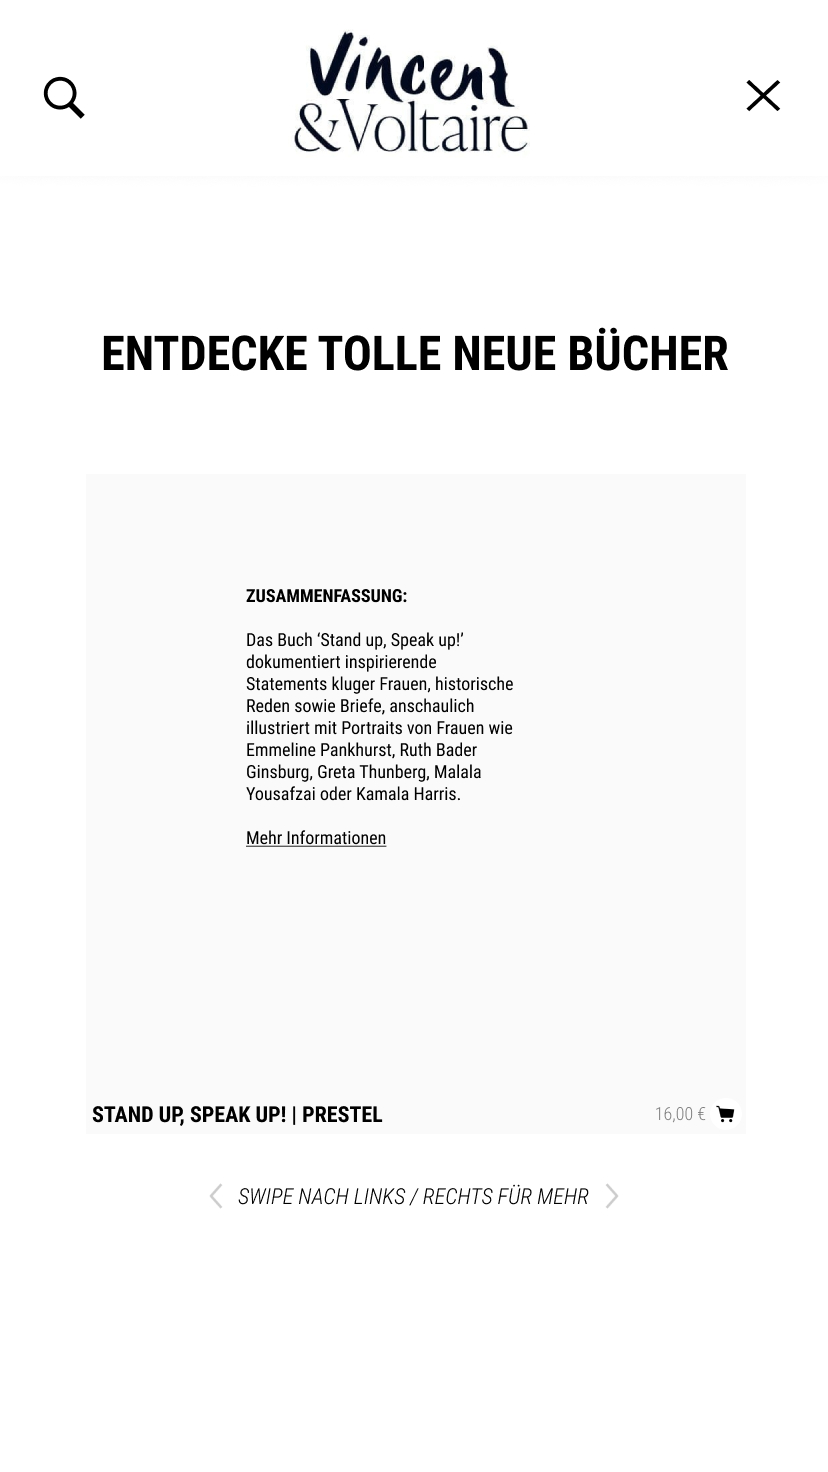 Vincent
&Voltaire
ENTDECKE TOLLE NEUE BÜCHER
ZUSAMMENFASSUNG:
Das Buch ‘Stand up, Speak up!’
dokumentiert inspirierende
Statements kluger Frauen, historische
Reden sowie Briefe, anschaulich
illustriert mit Portraits von Frauen wie
Emmeline Pankhurst, Ruth Bader
Ginsburg, Greta Thunberg, Malala
Yousafzai oder Kamala Harris.
Mehr Informationen
STAND UP, SPEAK UP! | PRESTEL 16,00 €
SWIPE NACH LINKS / RECHTS FÜR MEHR